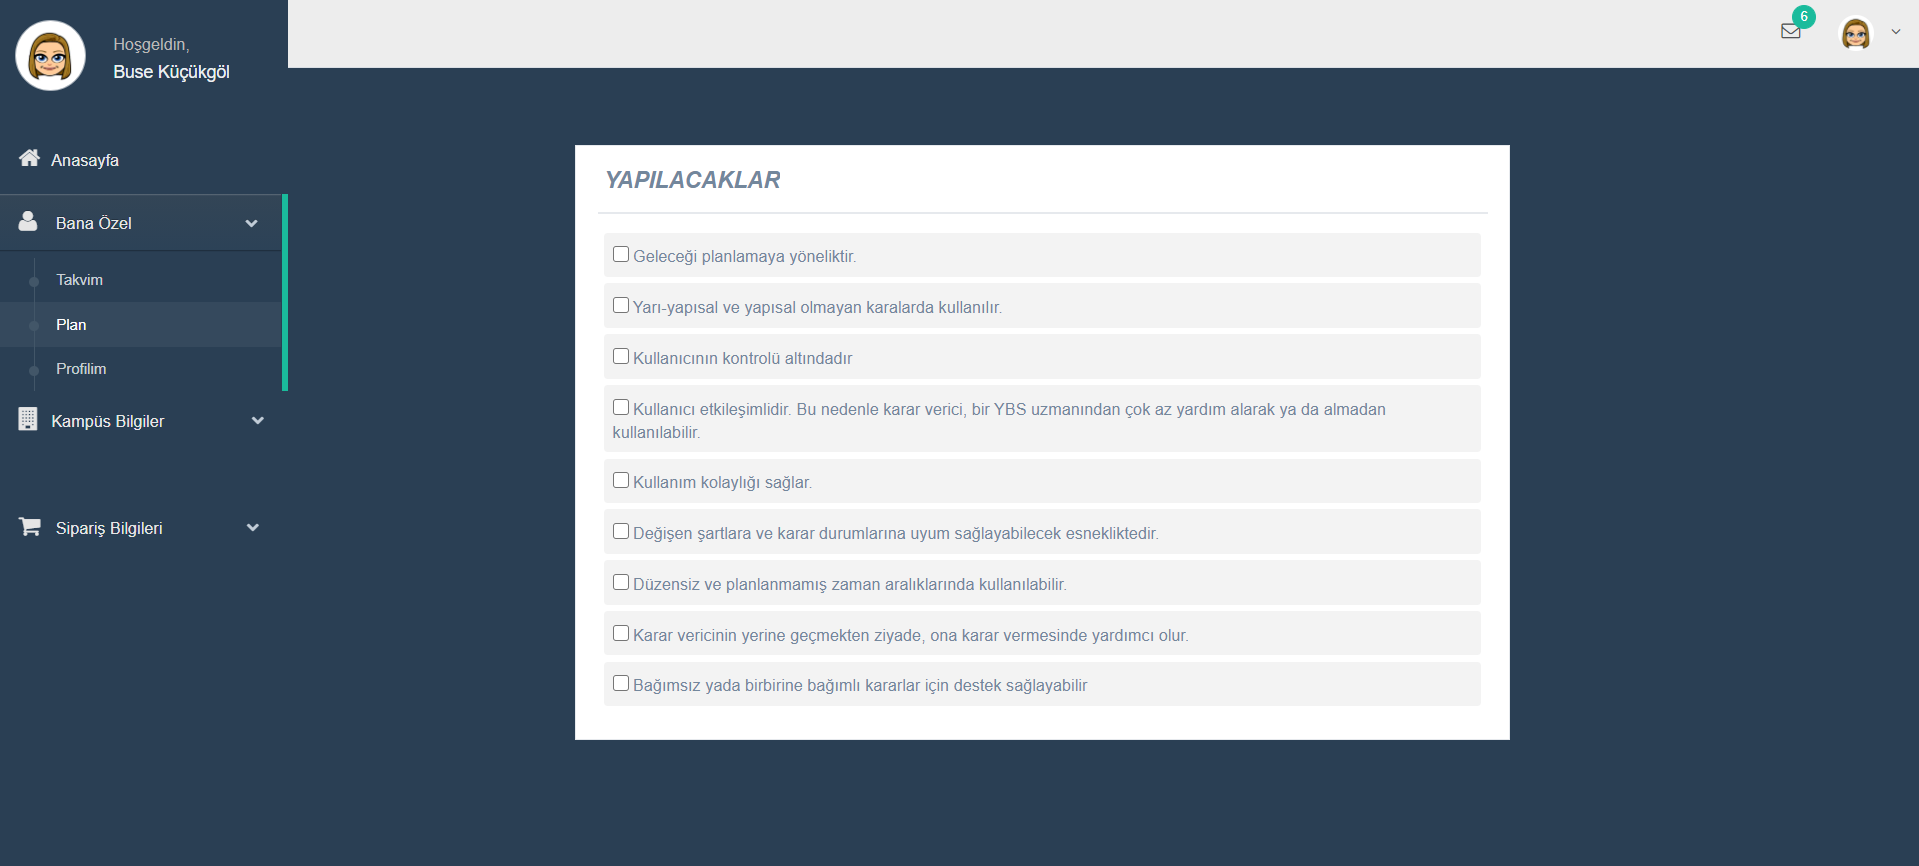 Hoşgeldin,
Buse Küçükgöl
6
Anasayfa
Bana Özel
Takvim
Plan
Profilim
Kampüs Bilgiler
Sipariş Bilgileri
YAPILACAKLAR
Geleceği planlamaya yöneliktir.
Yarı-yapısal ve yapısal olmayan karalarda kullanılır.
Kullanıcının kontrolü altındadır
Kullanıcı etkileşimlidir. Bu nedenle karar verici, bir YBS uzmanından çok az yardım alarak ya da almadan
kullanılabilir.
Kullanım kolaylığı sağlar.
Değişen şartlara ve karar durumlarına uyum sağlayabilecek esnekliktedir.
Düzensiz ve planlanmamış zaman aralıklarında kullanılabilir.
Karar vericinin yerine geçmekten ziyade, ona karar vermesinde yardımcı olur.
Bağımsız yada birbirine bağımlı kararlar için destek sağlayabilir